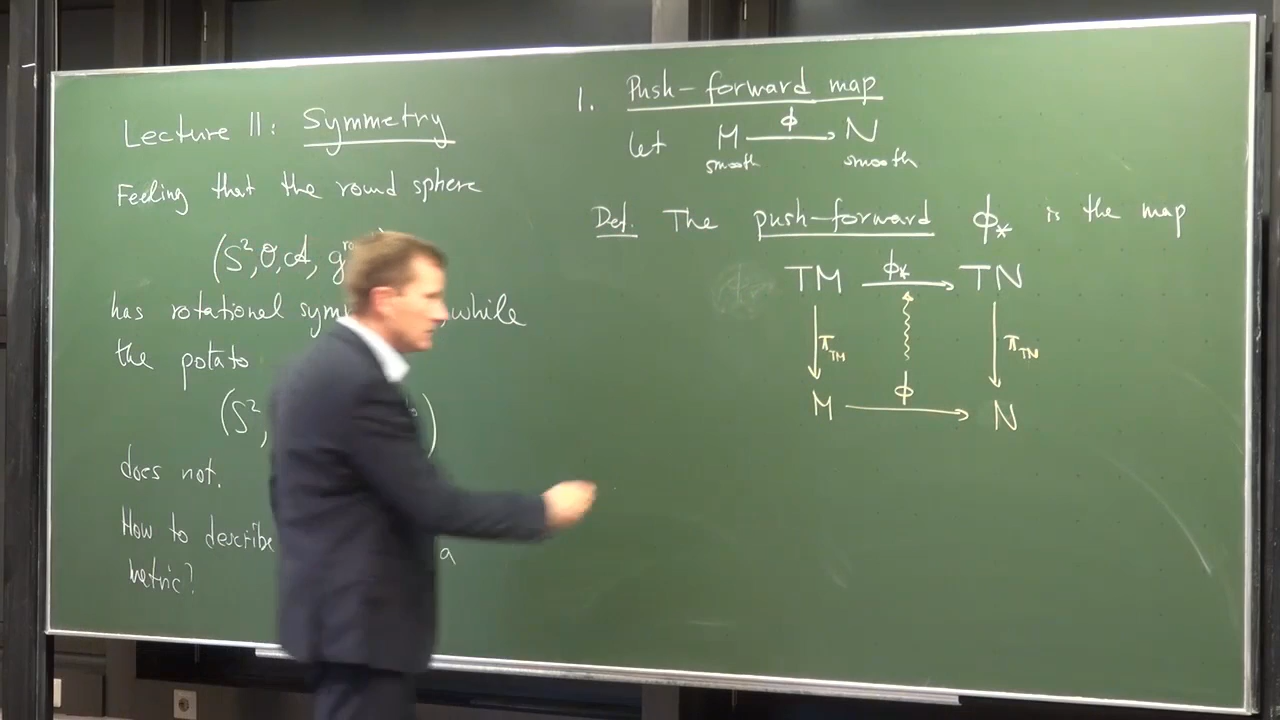 Lecture 11: Symmetry
Feeling that the round sphere
(S², O, A, g
has rotational sym , while
the potato
(S²,
does not.
How to describe a
metric?
1. Push-forward map
let M →ϕ N
smooth smooth
Def. The push-forward ϕ* is the map
TM →ϕ* TN
π_TM π_TN
M →ϕ N